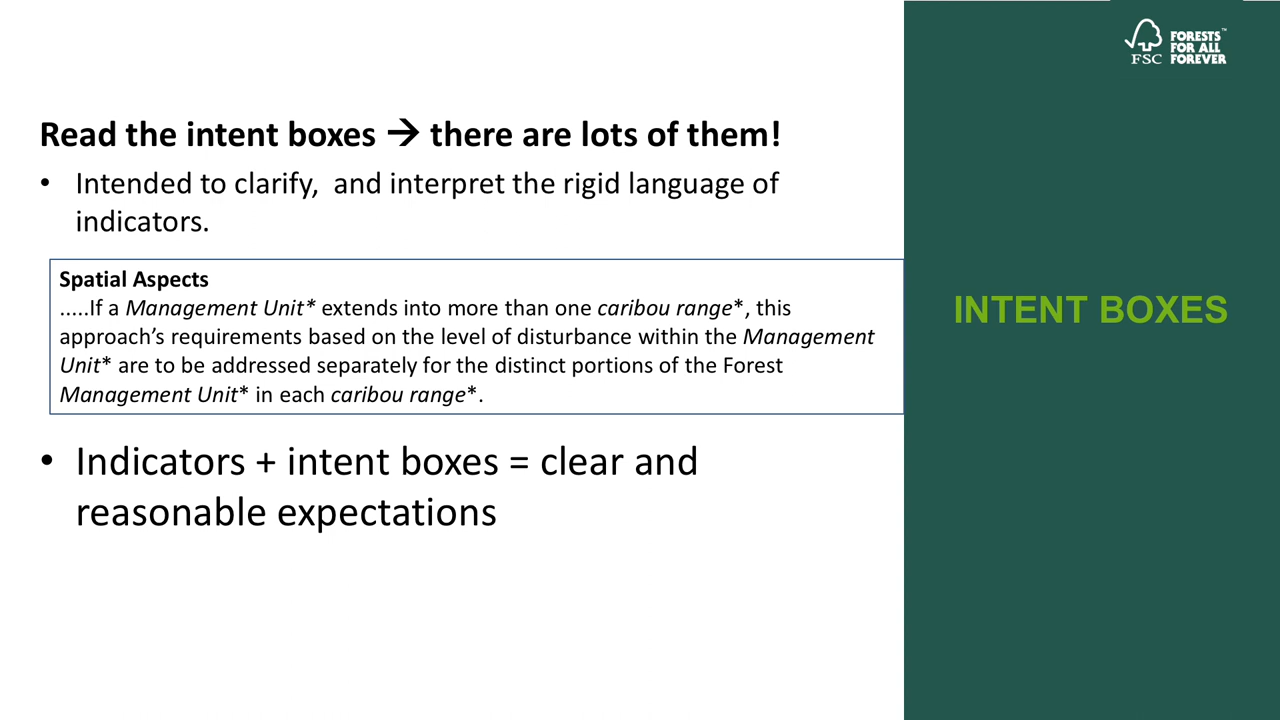 FORESTS
FOR ALL
FOREVER™
FSC
Read the intent boxes → there are lots of them!
• Intended to clarify,  and interpret the rigid language of
indicators.
Spatial Aspects
.....If a Management Unit* extends into more than one caribou range*, this
approach’s requirements based on the level of disturbance within the Management
Unit* are to be addressed separately for the distinct portions of the Forest
Management Unit* in each caribou range*.
INTENT BOXES
• Indicators + intent boxes = clear and
reasonable expectations